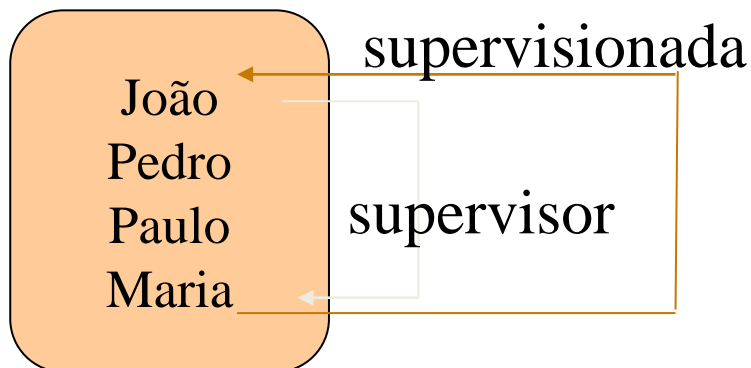 supervisionada
João
Pedro
Paulo
supervisor
Maria